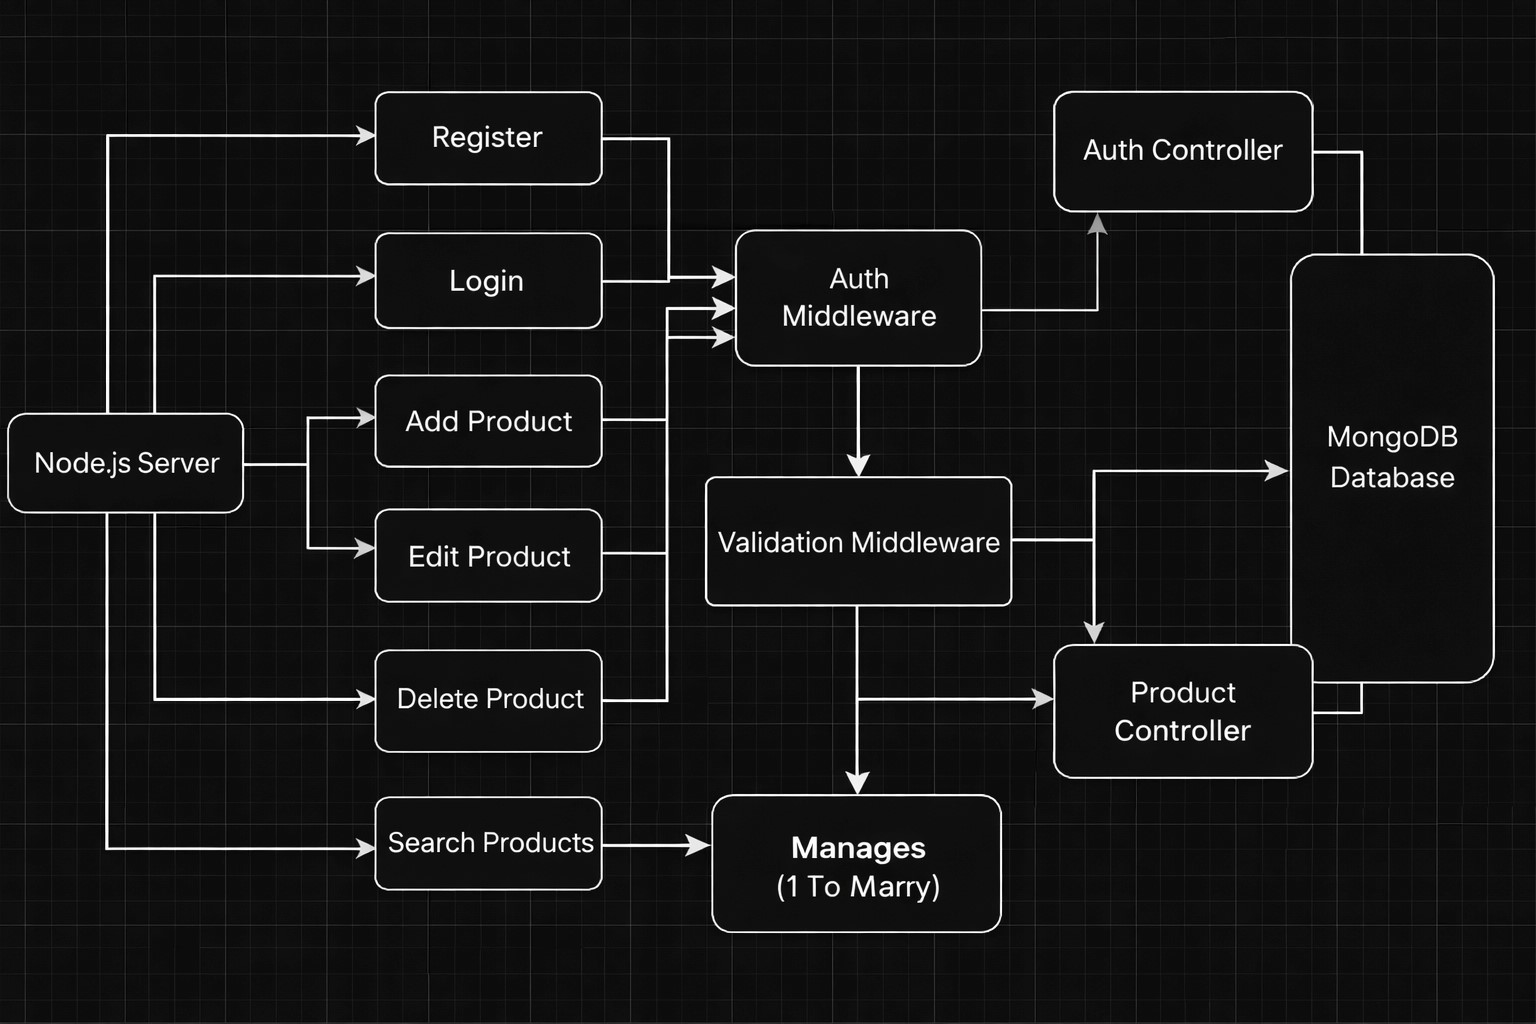 Register
Auth Controller
Login
Auth
Middleware
Add Product
Node.js Server
MongoDB
Database
Edit Product
Validation Middleware
Delete Product
Product
Controller
Search Products
Manages
(1 To Marry)